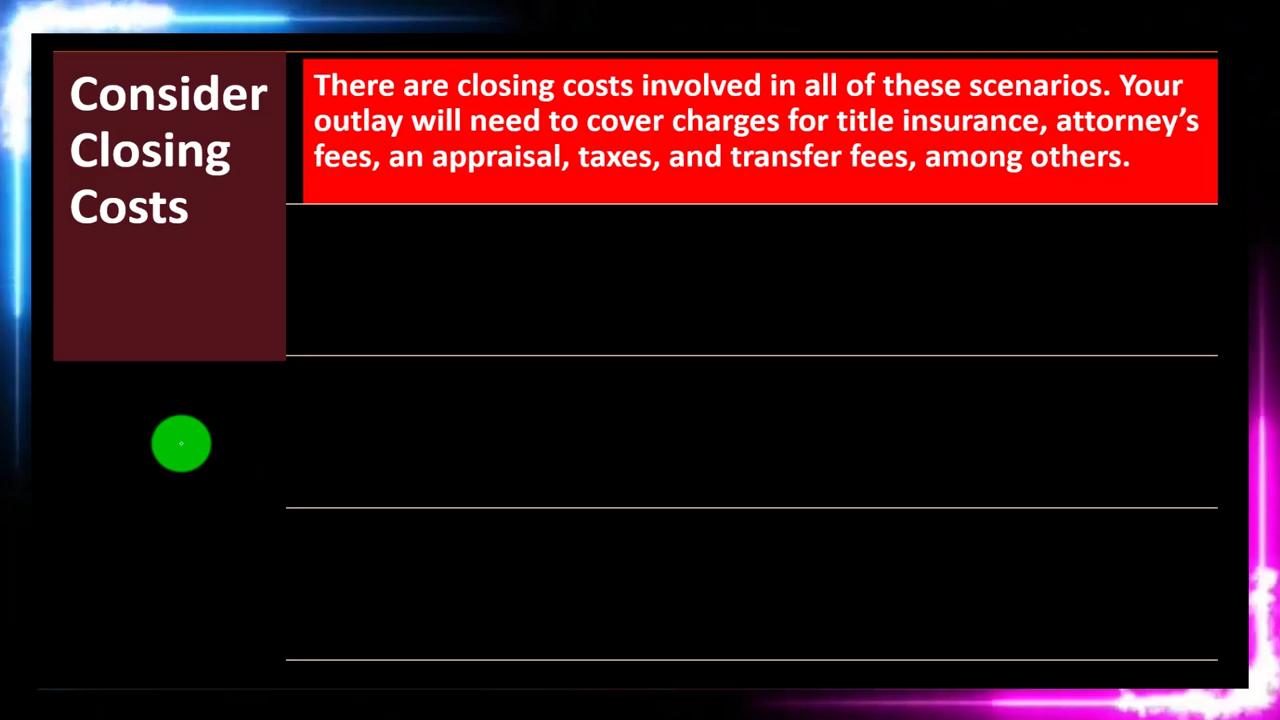 Consider
Closing
Costs
There are closing costs involved in all of these scenarios. Your
outlay will need to cover charges for title insurance, attorney’s
fees, an appraisal, taxes, and transfer fees, among others.